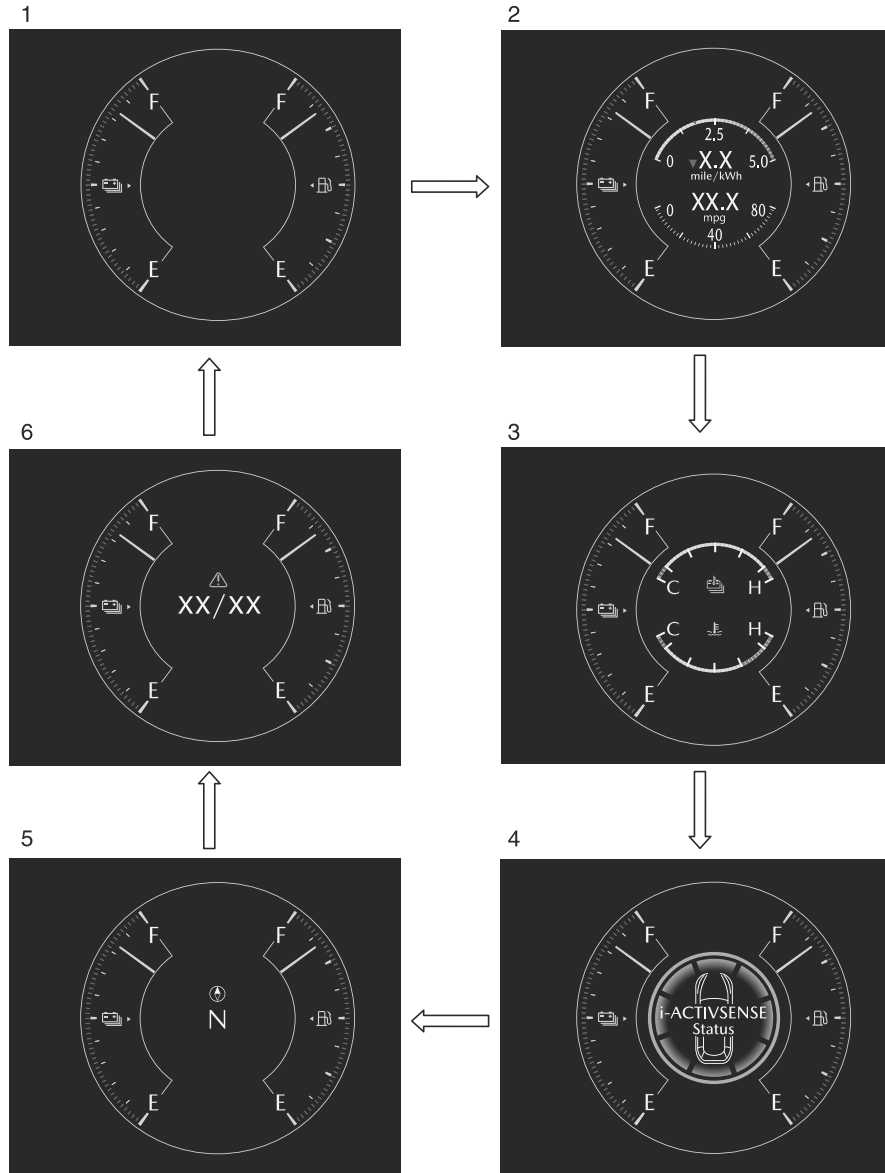 1
F F
E E
2
F F
2.5
0 X.X 5.0
mile/kWh
XX.X
0 mpg 80
40
E E
6
F F
XX/XX
E E
3
F F
C H
C H
E E
5
F F
N
E E
4
F F
i-ACTIVSENSE
Status
E E